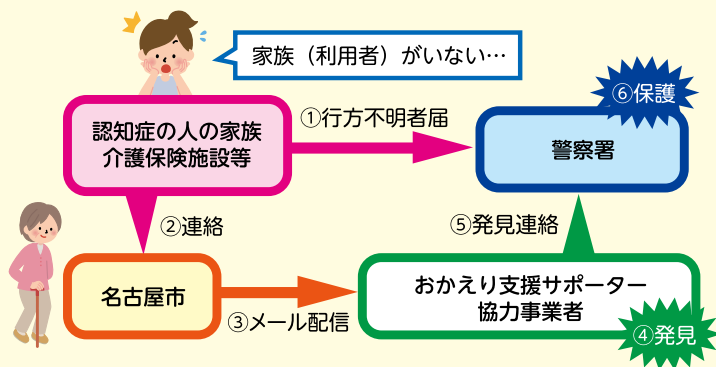 家族（利用者）がいない…
⑥保護
認知症の人の家族
介護保険施設等
①行方不明者届
警察署
②連絡
⑤発見連絡
名古屋市
③メール配信
おかえり支援サポーター
協力事業者
④発見